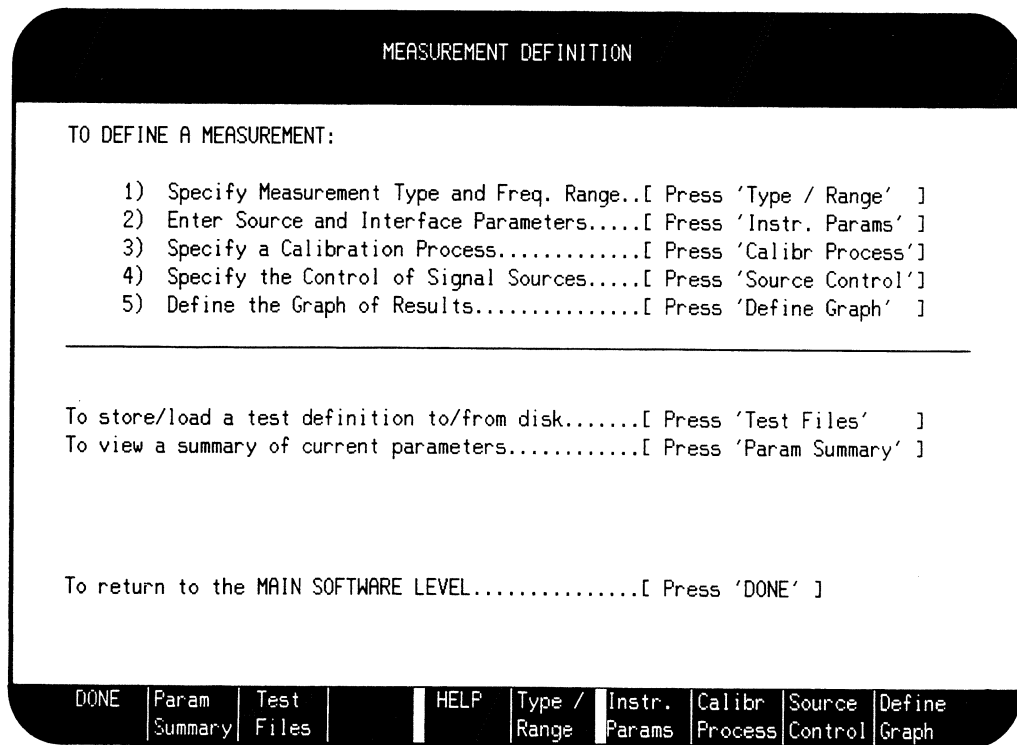 MEASUREMENT DEFINITION
TO DEFINE A MEASUREMENT:
1) Specify Measurement Type and Freq. Range..[ Press 'Type / Range' ]
2) Enter Source and Interface Parameters.....[ Press 'Instr. Params' ]
3) Specify a Calibration Process.............[ Press 'Calibr Process']
4) Specify the Control of Signal Sources.....[ Press 'Source Control']
5) Define the Graph of Results...............[ Press 'Define Graph' ]
To store/load a test definition to/from disk.......[ Press 'Test Files' ]
To view a summary of current parameters............[ Press 'Param Summary' ]
To return to the MAIN SOFTWARE LEVEL...............[ Press 'DONE' ]
DONE Param Test HELP Type / Instr. Calibr Source Define
Summary Files Range Params Process Control Graph